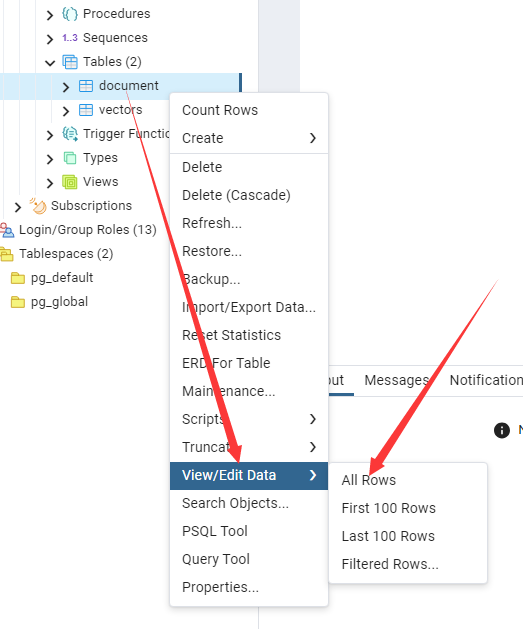 Procedures
1..3 Sequences
Tables (2)
document
vectors
Trigger Functi
Types
Views
Subscriptions
Login/Group Roles (13)
Tablespaces (2)
pg_default
pg_global
Count Rows
Create
Delete
Delete (Cascade)
Refresh...
Restore...
Backup...
Import/Export Data...
Reset Statistics
ERD For Table
Maintenance...
Scripts
Truncat
View/Edit Data
Search Objects...
PSQL Tool
Query Tool
Properties...
All Rows
First 100 Rows
Last 100 Rows
Filtered Rows...
out Messages Notification
N